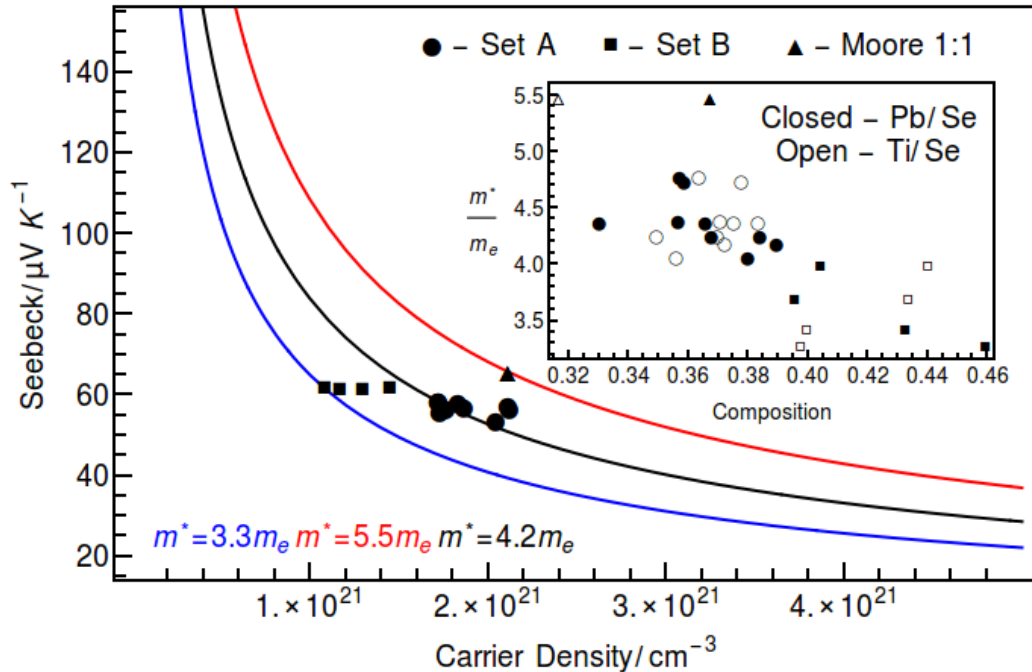 ● – Set A ■ – Set B ▲ – Moore 1:1
Seebeck/μV K⁻¹
140
120
100
80
60
40
20
5.5
5.0
4.5
4.0
3.5
m*
mₑ
Closed – Pb/Se
Open – Ti/Se
0.32 0.34 0.36 0.38 0.40 0.42 0.44 0.46
Composition
m*=3.3mₑ m*=5.5mₑ m*=4.2mₑ
1.×10²¹ 2.×10²¹ 3.×10²¹ 4.×10²¹
Carrier Density/cm⁻³